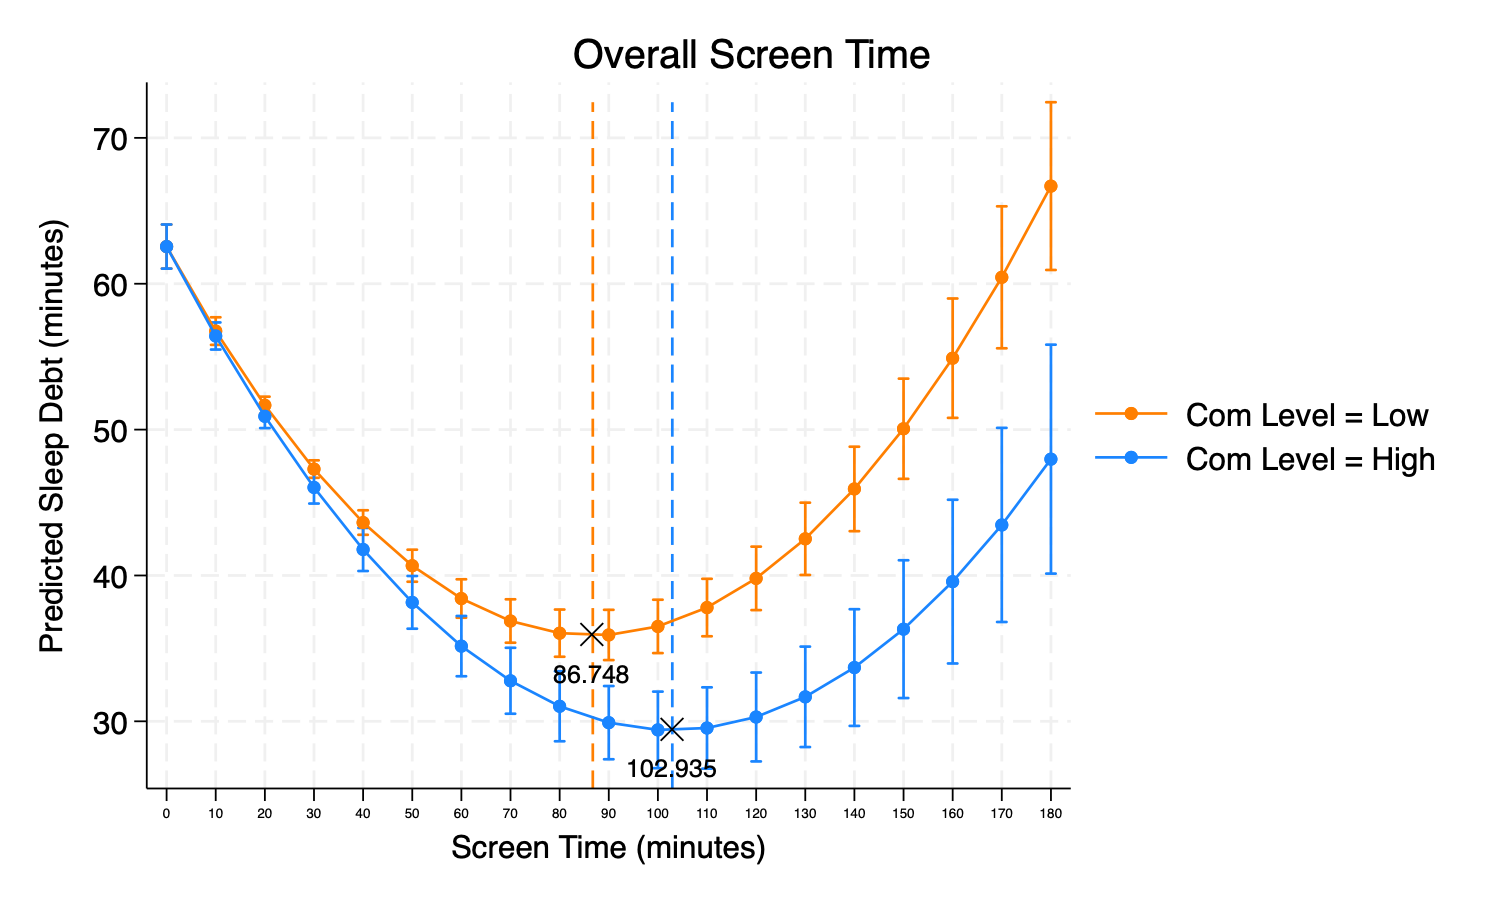 Overall Screen Time
Predicted Sleep Debt (minutes)
70
60
50
40
30
86.748
102.935
0 10 20 30 40 50 60 70 80 90 100 110 120 130 140 150 160 170 180
Screen Time (minutes)
Com Level = Low
Com Level = High